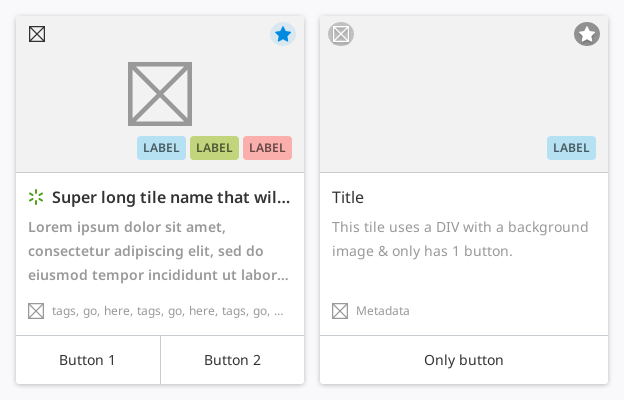 LABEL LABEL LABEL
Super long tile name that wil...
Lorem ipsum dolor sit amet,
consectetur adipiscing elit, sed do
eiusmod tempor incididunt ut labor...
tags, go, here, tags, go, here, tags, go, ...
Button 1 Button 2
LABEL
Title
This tile uses a DIV with a background
image & only has 1 button.
Metadata
Only button